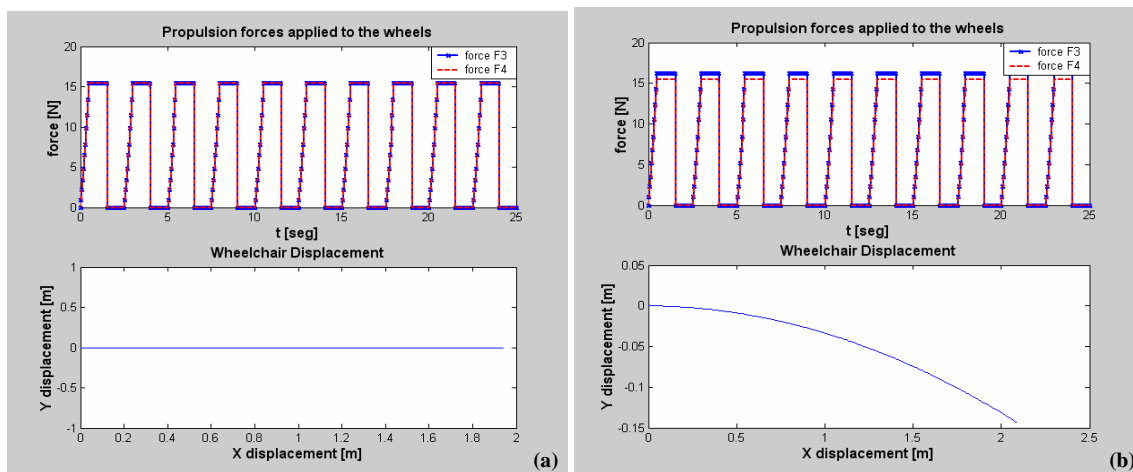 Propulsion forces applied to the wheels
force F3
force F4
20
15
10
5
0
force [N]
0 5 10 15 20 25
t [seg]
Wheelchair Displacement
1
0.5
0
-0.5
-1
Y displacement [m]
0 0.2 0.4 0.6 0.8 1 1.2 1.4 1.6 1.8 2
X displacement [m]
(a)
Propulsion forces applied to the wheels
force F3
force F4
20
15
10
5
0
force [N]
0 5 10 15 20 25
t [seg]
Wheelchair Displacement
0.05
0
-0.05
-0.1
-0.15
Y displacement [m]
0 0.5 1 1.5 2 2.5
X displacement [m]
(b)